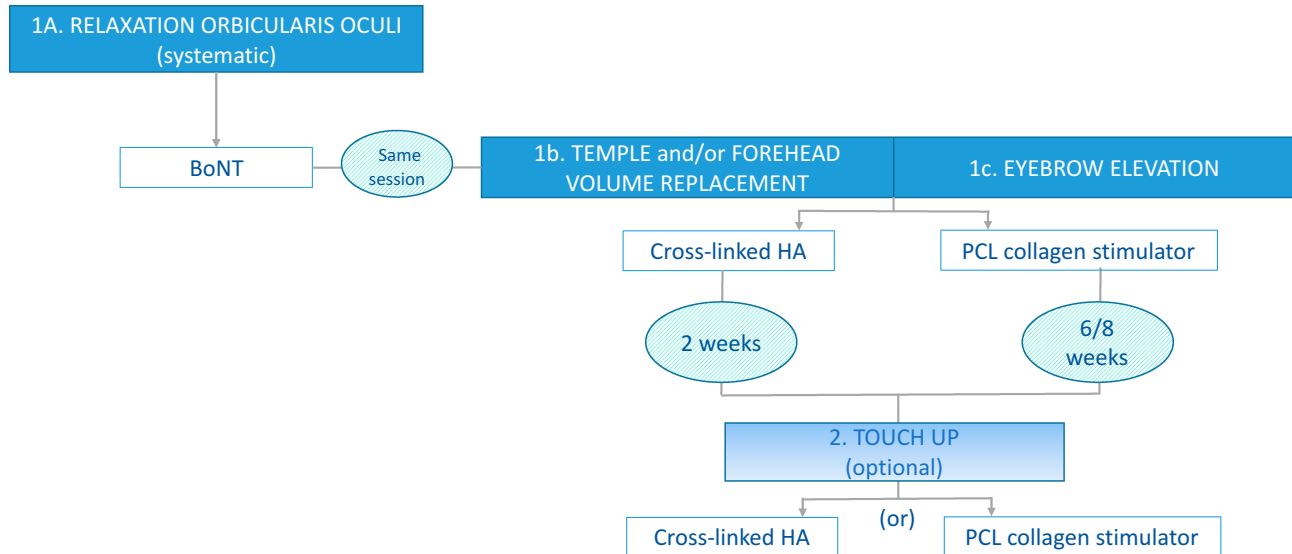 1A. RELAXATION ORBICULARIS OCULI
(systematic)
BoNT
Same
session
1b. TEMPLE and/or FOREHEAD
VOLUME REPLACEMENT
1c. EYEBROW ELEVATION
Cross-linked HA
PCL collagen stimulator
2 weeks
6/8
weeks
2. TOUCH UP
(optional)
Cross-linked HA
(or)
PCL collagen stimulator